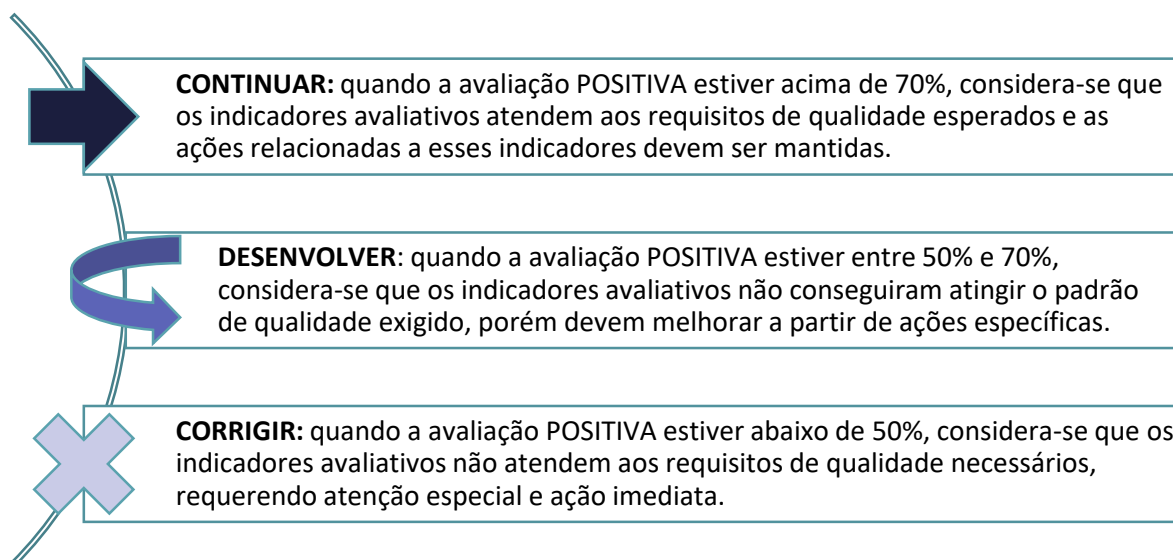 CONTINUAR: quando a avaliação POSITIVA estiver acima de 70%, considera-se que
os indicadores avaliativos atendem aos requisitos de qualidade esperados e as
ações relacionadas a esses indicadores devem ser mantidas.
DESENVOLVER: quando a avaliação POSITIVA estiver entre 50% e 70%,
considera-se que os indicadores avaliativos não conseguiram atingir o padrão
de qualidade exigido, porém devem melhorar a partir de ações específicas.
CORRIGIR: quando a avaliação POSITIVA estiver abaixo de 50%, considera-se que os
indicadores avaliativos não atendem aos requisitos de qualidade necessários,
requerendo atenção especial e ação imediata.